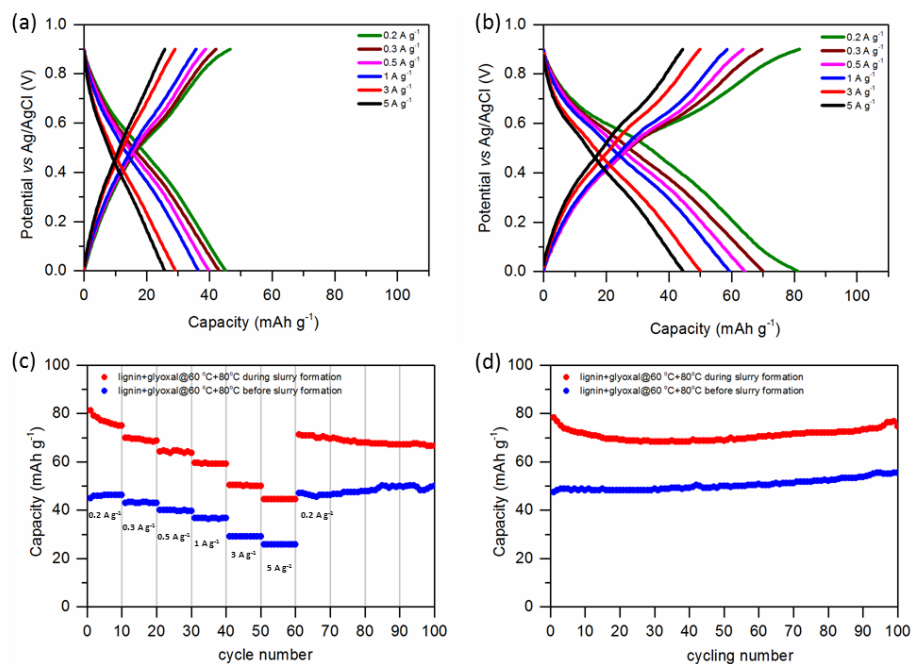 (a)
1.0
0.8
0.6
0.4
0.2
0.0
Potential vs Ag/AgCl (V)
0.2 A g⁻¹
0.3 A g⁻¹
0.5 A g⁻¹
1 A g⁻¹
3 A g⁻¹
5 A g⁻¹
0 20 40 60 80 100
Capacity (mAh g⁻¹)
(b)
1.0
0.8
0.6
0.4
0.2
0.0
Potential vs Ag/AgCl (V)
0.2 A g⁻¹
0.3 A g⁻¹
0.5 A g⁻¹
1 A g⁻¹
3 A g⁻¹
5 A g⁻¹
0 20 40 60 80 100
Capacity (mAh g⁻¹)
(c)
100
80
60
40
20
0
Capacity (mAh g⁻¹)
lignin+glyoxal@60 °C+80°C during slurry formation
lignin+glyoxal@60 °C+80°C before slurry formation
0.2 A g⁻¹
0.3 A g⁻¹
0.5 A g⁻¹
1 A g⁻¹
3 A g⁻¹
5 A g⁻¹
0.2 A g⁻¹
0 10 20 30 40 50 60 70 80 90 100
cycle number
(d)
100
80
60
40
20
0
Capacity (mAh g⁻¹)
lignin+glyoxal@60 °C+80°C during slurry formation
lignin+glyoxal@60 °C+80°C before slurry formation
0 10 20 30 40 50 60 70 80 90 100
cycling number